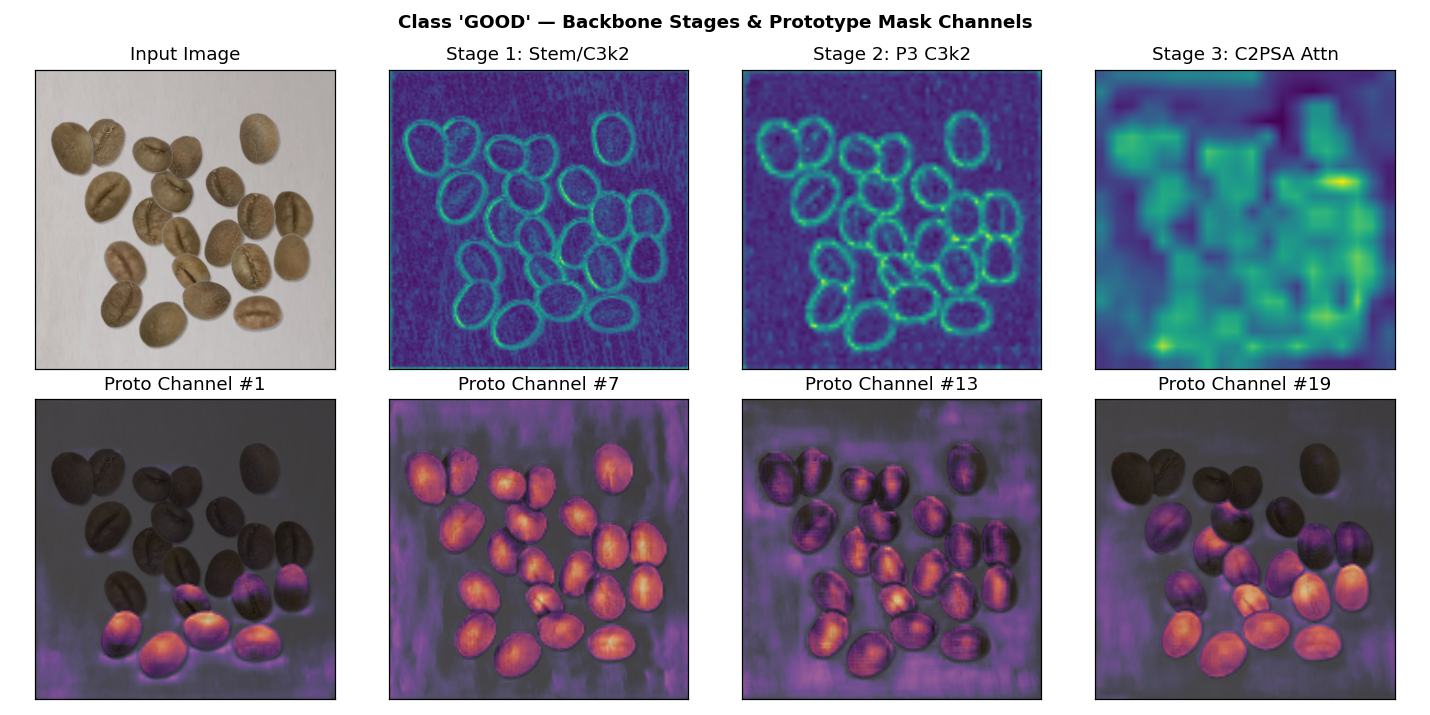 Class 'GOOD' — Backbone Stages & Prototype Mask Channels
Input Image
Stage 1: Stem/C3k2
Stage 2: P3 C3k2
Stage 3: C2PSA Attn
Proto Channel #1
Proto Channel #7
Proto Channel #13
Proto Channel #19